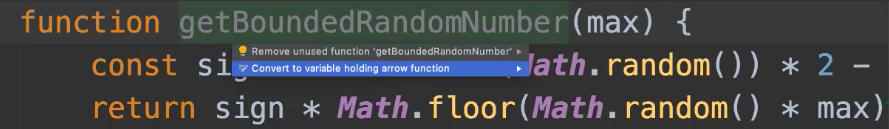 function getBoundedRandomNumber(max) {
Remove unused function 'getBoundedRandomNumber'
const sig Math.random()) * 2 -
Convert to variable holding arrow function
return sign * Math.floor(Math.random() * max)